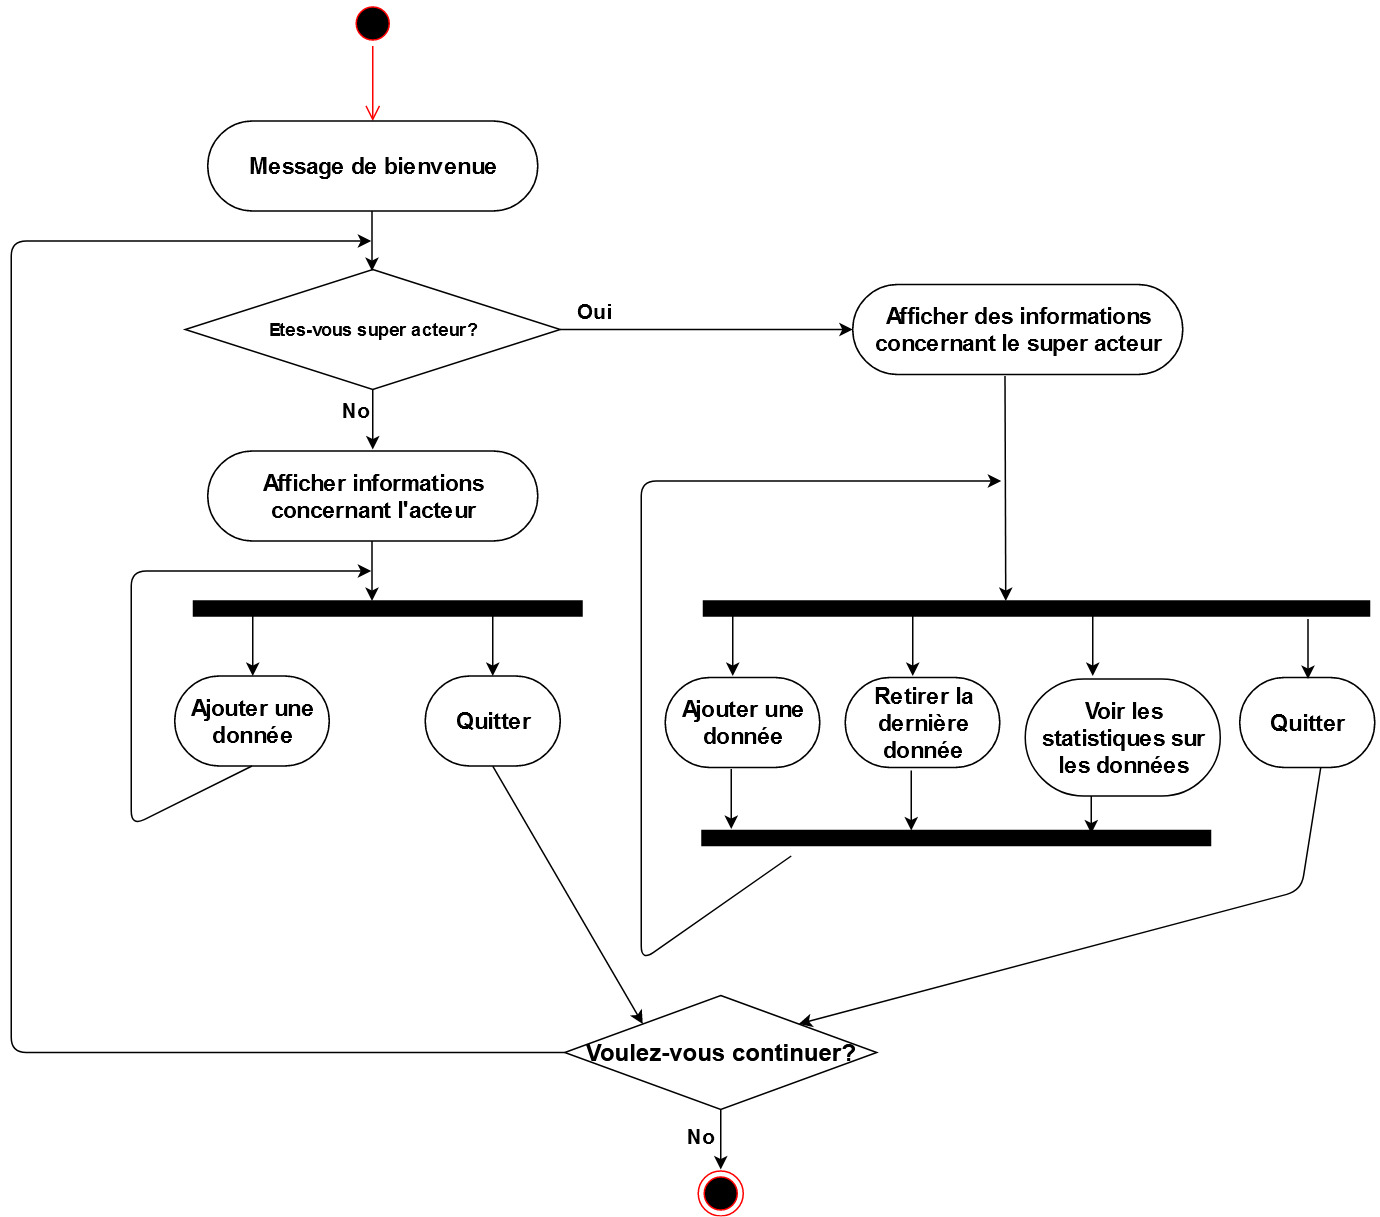 Message de bienvenue
Etes-vous super acteur?
Oui
Afficher des informations
concernant le super acteur
No
Afficher informations
concernant l'acteur
Ajouter une
donnée
Quitter
Ajouter une
donnée
Retirer la
dernière
donnée
Voir les
statistiques sur
les données
Quitter
Voulez-vous continuer?
No